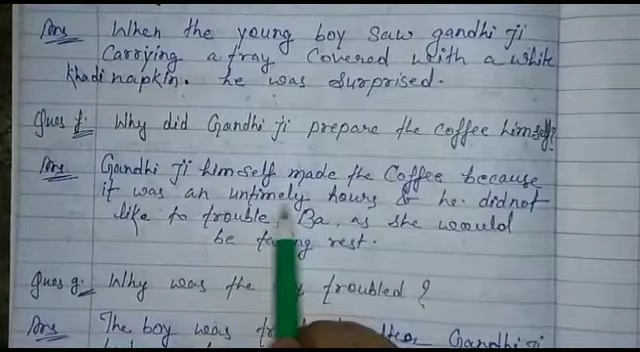 Ans When the young boy saw gandhi ji
Carrying a tray Covered with a white
khadi napkin. he was surprised.
Ques f. Why did Gandhi Ji prepare the coffee himself?
Ans Gandhi Ji himself made the Coffee because
it was an untimely hours & he didnot
like to trouble Ba, as she would
be rest.
Ques g. Why was the troubled ?
Ans The boy was Gandhi Ji